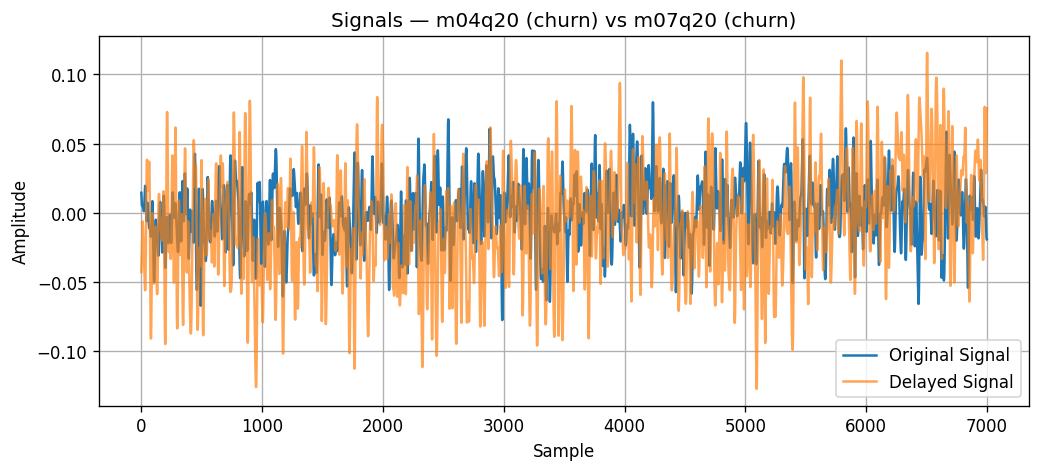 Signals — m04q20 (churn) vs m07q20 (churn)
Amplitude
0.10
0.05
0.00
−0.05
−0.10
Original Signal
Delayed Signal
0 1000 2000 3000 4000 5000 6000 7000
Sample